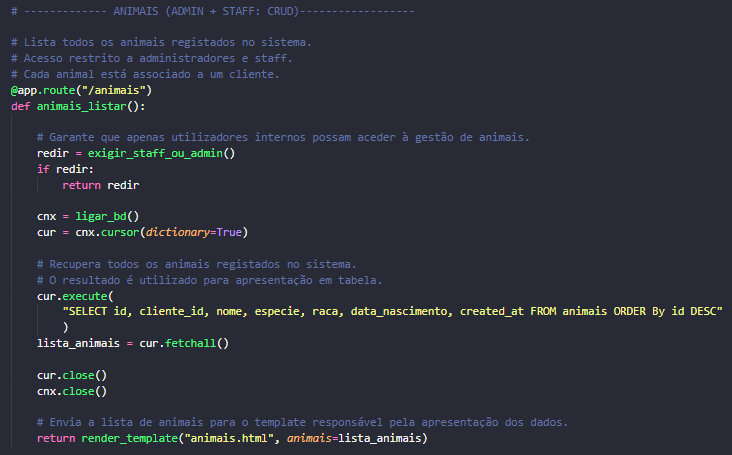 # ------------- ANIMAIS (ADMIN + STAFF: CRUD)------------------
# Lista todos os animais registados no sistema.
# Acesso restrito a administradores e staff.
# Cada animal está associado a um cliente.
@app.route("/animais")
def animais_listar():
# Garante que apenas utilizadores internos possam aceder à gestão de animais.
redir = exigir_staff_ou_admin()
if redir:
return redir
cnx = ligar_bd()
cur = cnx.cursor(dictionary=True)
# Recupera todos os animais registados no sistema.
# O resultado é utilizado para apresentação em tabela.
cur.execute(
"SELECT id, cliente_id, nome, especie, raca, data_nascimento, created_at FROM animais ORDER By id DESC"
)
lista_animais = cur.fetchall()
cur.close()
cnx.close()
# Envia a lista de animais para o template responsável pela apresentação dos dados.
return render_template("animais.html", animais=lista_animais)